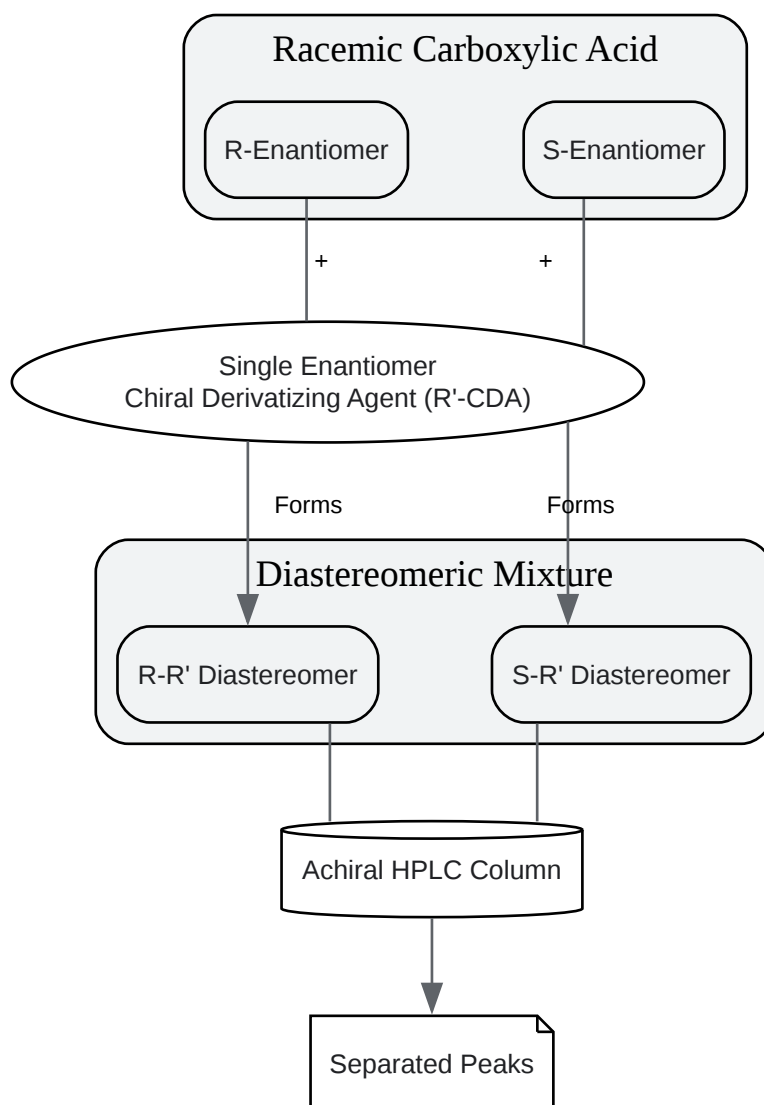 Racemic Carboxylic Acid
R-Enantiomer
S-Enantiomer
+
+
Single Enantiomer
Chiral Derivatizing Agent (R'-CDA)
Forms
Forms
Diastereomeric Mixture
R-R' Diastereomer
S-R' Diastereomer
Achiral HPLC Column
Separated Peaks